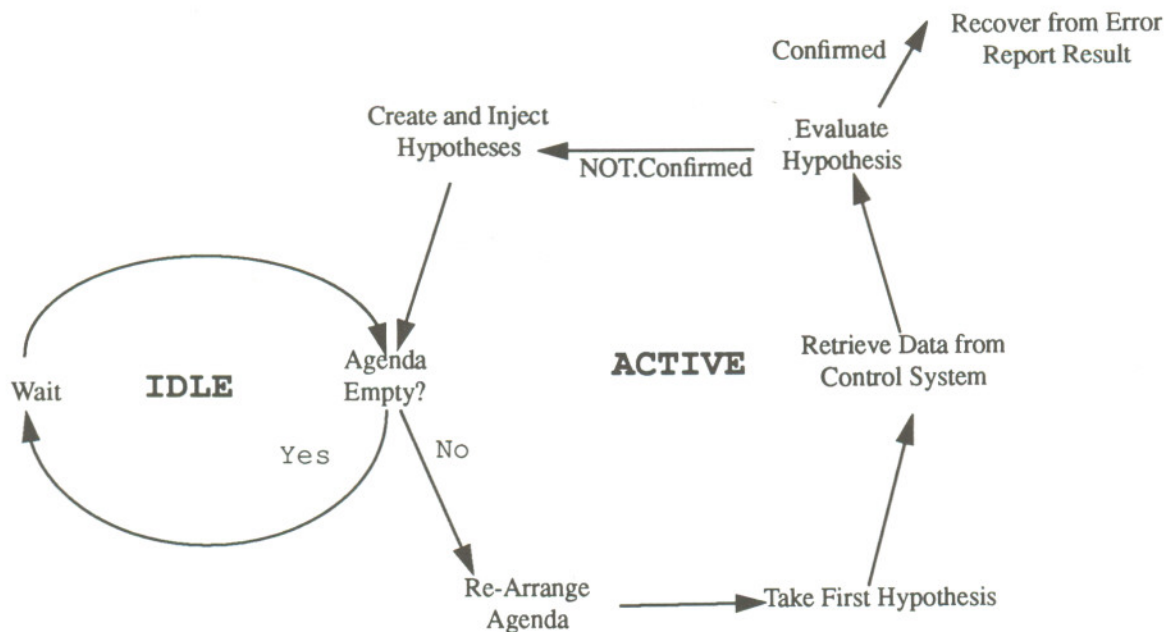 Recover from Error
Report Result
Confirmed
Create and Inject
Hypotheses
Evaluate
Hypothesis
NOT.Confirmed
Agenda
Empty?
Wait
IDLE
ACTIVE
Retrieve Data from
Control System
Yes
No
Re-Arrange
Agenda
Take First Hypothesis